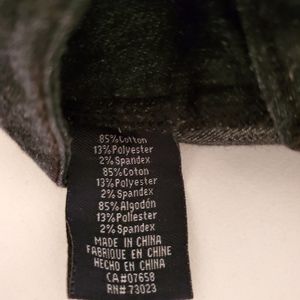 85%Cotton
13%Polyester
2%Spandex
85%Coton
13%Polyester
2%Spandex
85%Algodón
13%Poliester
2%Spandex
MADE IN CHINA
FABRIQUE EN CHINE
HECHO EN CHINA
CA#07658
RN# 73023